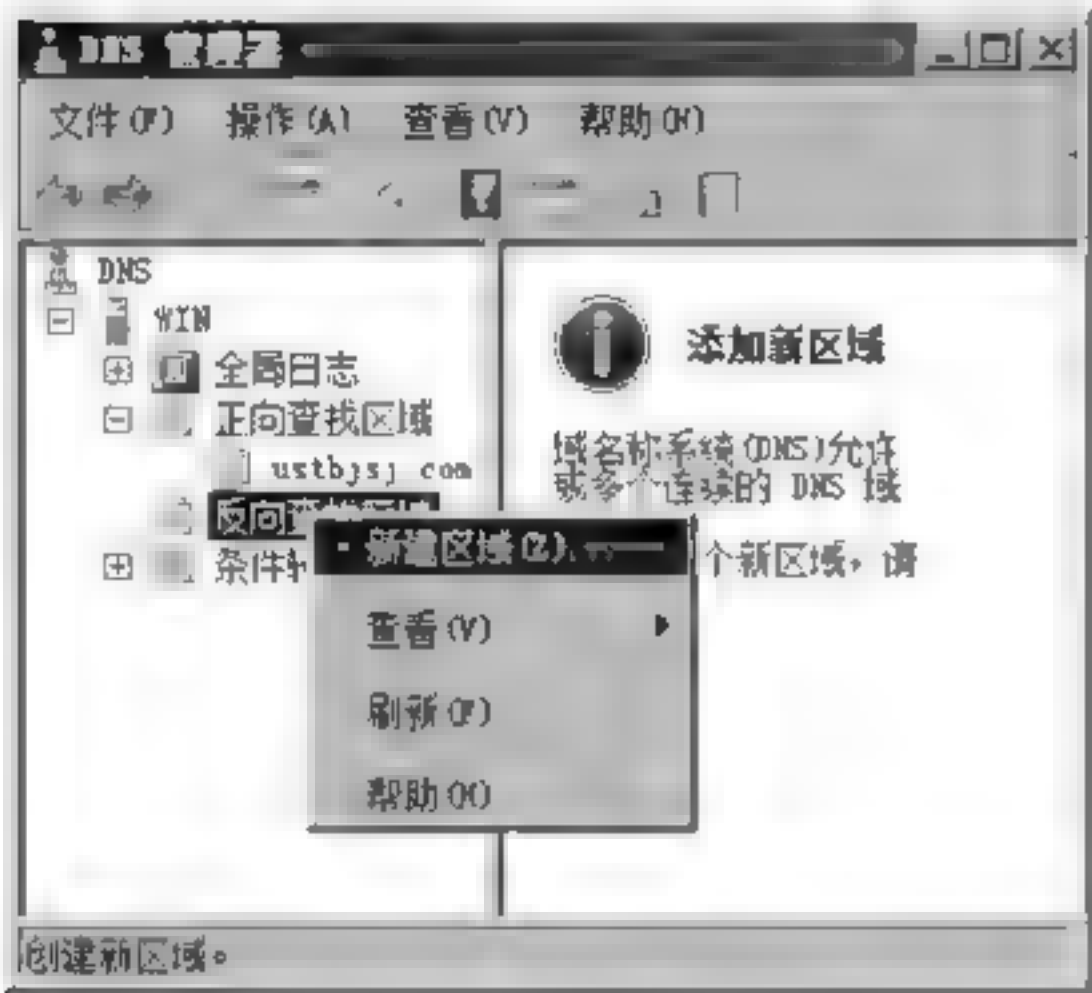 DNS 管理器
文件(F) 操作(A) 查看(V) 帮助(H)
DNS
WIN
全局日志
正向查找区域
ustbjsj com
反向查找区域
条件转
新建区域(Z)...
查看(V)
刷新(F)
帮助(H)
添加新区域
域名称系统(DNS)允许
或多个连续的 DNS 域
个新区域，请
创建新区域。